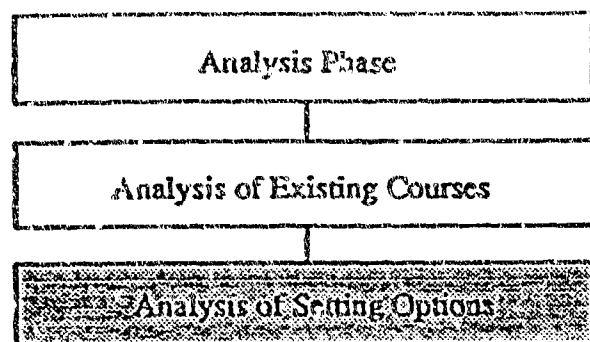 Analysis Phase
Analysis of Existing Courses
Analysis of Setting Options